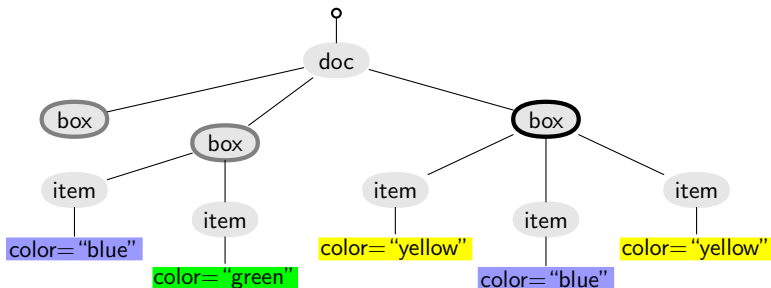 doc
box
box
box
item
item
item
item
item
color=“blue”
color=“green”
color=“yellow”
color=“blue”
color=“yellow”